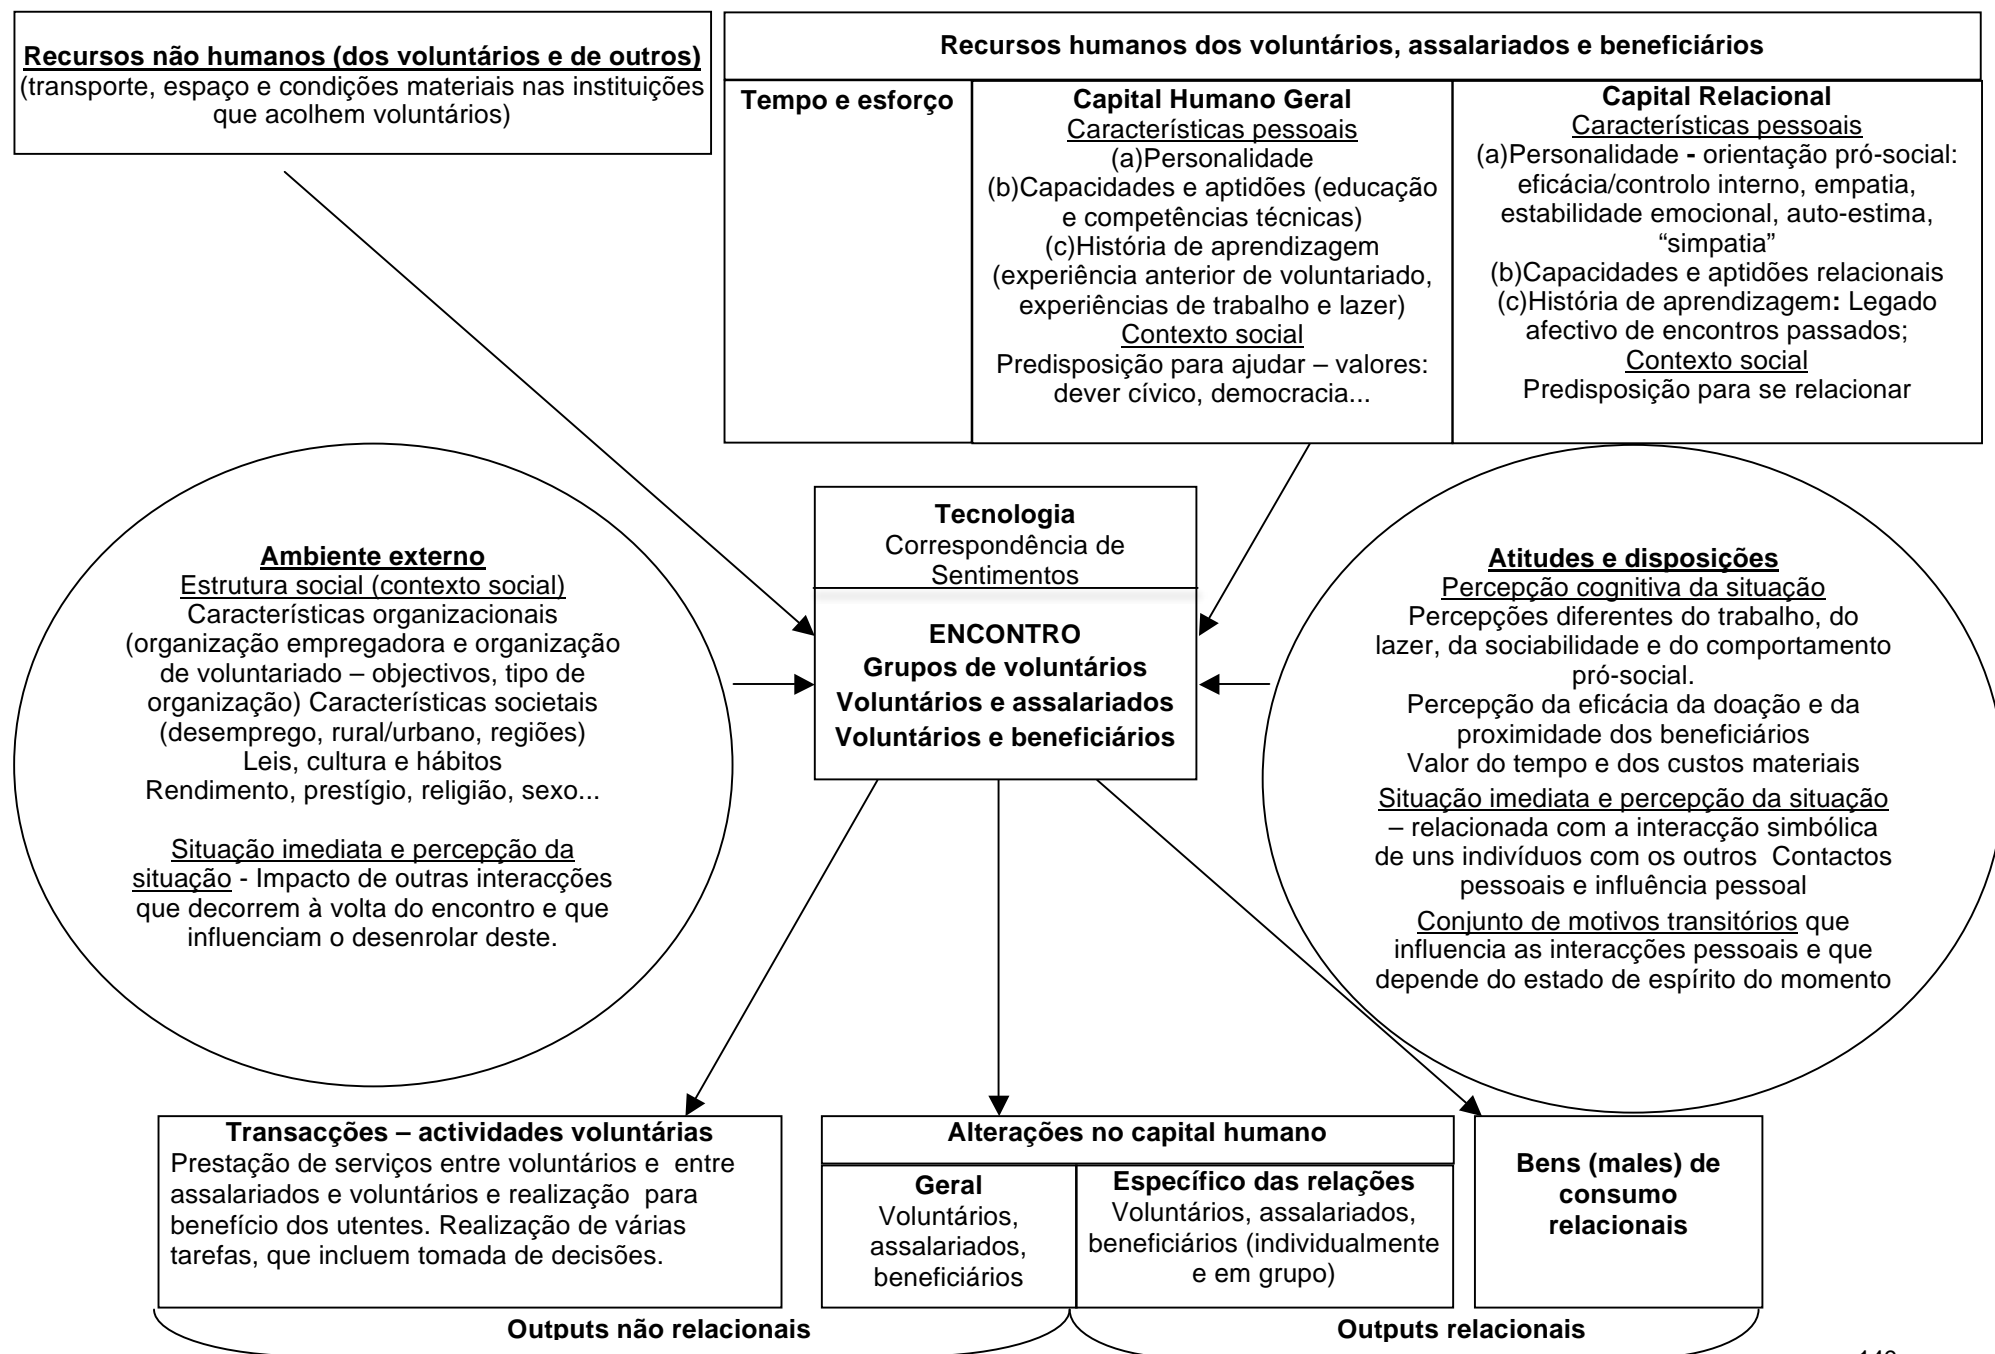 Recursos não humanos (dos voluntários e de outros)
(transporte, espaço e condições materiais nas instituições
que acolhem voluntários)
Recursos humanos dos voluntários, assalariados e beneficiários
Tempo e esforço
Capital Humano Geral
Características pessoais
(a)Personalidade
(b)Capacidades e aptidões (educação
e competências técnicas)
(c)História de aprendizagem
(experiência anterior de voluntariado,
experiências de trabalho e lazer)
Contexto social
Predisposição para ajudar – valores:
dever cívico, democracia...
Capital Relacional
Características pessoais
(a)Personalidade - orientação pró-social:
eficácia/controlo interno, empatia,
estabilidade emocional, auto-estima,
“simpatia”
(b)Capacidades e aptidões relacionais
(c)História de aprendizagem: Legado
afectivo de encontros passados;
Contexto social
Predisposição para se relacionar
Ambiente externo
Estrutura social (contexto social)
Características organizacionais
(organização empregadora e organização
de voluntariado – objectivos, tipo de
organização) Características societais
(desemprego, rural/urbano, regiões)
Leis, cultura e hábitos
Rendimento, prestígio, religião, sexo...
Situação imediata e percepção da
situação - Impacto de outras interacções
que decorrem à volta do encontro e que
influenciam o desenrolar deste.
Tecnologia
Correspondência de
Sentimentos
ENCONTRO
Grupos de voluntários
Voluntários e assalariados
Voluntários e beneficiários
Atitudes e disposições
Percepção cognitiva da situação
Percepções diferentes do trabalho, do
lazer, da sociabilidade e do comportamento
pró-social.
Percepção da eficácia da doação e da
proximidade dos beneficiários
Valor do tempo e dos custos materiais
Situação imediata e percepção da situação
– relacionada com a interacção simbólica
de uns indivíduos com os outros  Contactos
pessoais e influência pessoal
Conjunto de motivos transitórios que
influencia as interacções pessoais e que
depende do estado de espírito do momento
Transacções – actividades voluntárias
Prestação de serviços entre voluntários e  entre
assalariados e voluntários e realização  para
benefício dos utentes. Realização de várias
tarefas, que incluem tomada de decisões.
Alterações no capital humano
Geral
Voluntários,
assalariados,
beneficiários
Específico das relações
Voluntários, assalariados,
beneficiários (individualmente
e em grupo)
Bens (males) de
consumo
relacionais
Outputs não relacionais
Outputs relacionais